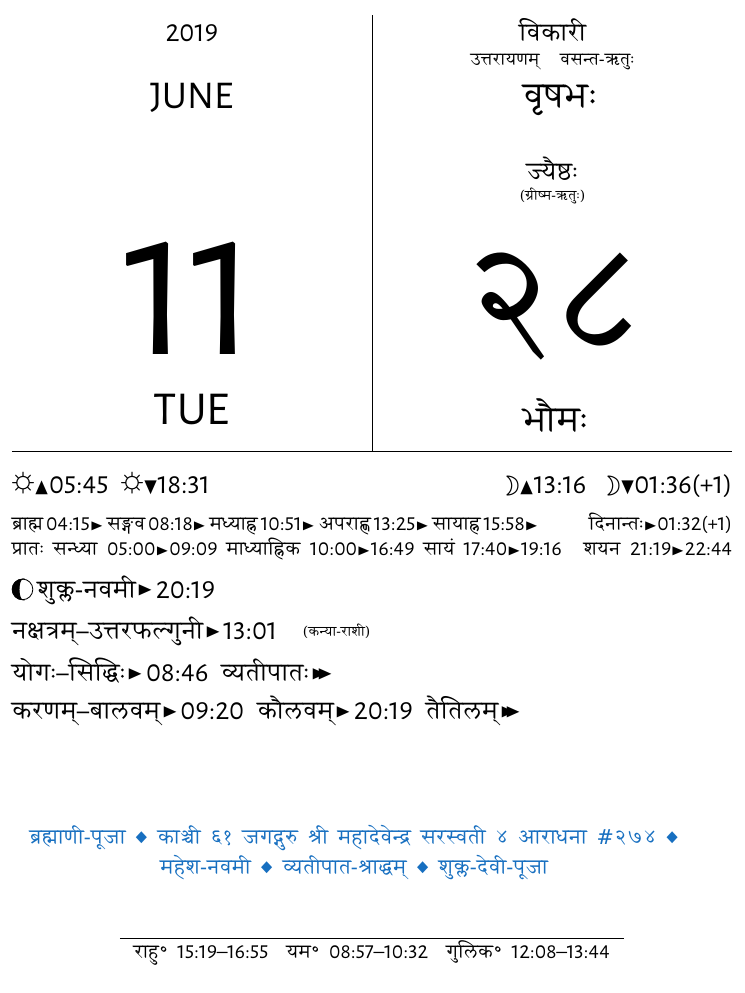 2019
JUNE
11
TUE
विकारी
उत्तरायणम् वसन्त-ऋतुः
वृषभः
ज्यैष्ठः
(ग्रीष्म-ऋतुः)
२८
भौमः
☼▲05:45 ☼▼18:31 ☽▲13:16 ☽▼01:36(+1)
ब्राह्म 04:15► सङ्गव 08:18► मध्याह्न 10:51► अपराह्ण 13:25► सायाह्न 15:58► दिनान्तः►01:32(+1)
प्रातः सन्ध्या 05:00►09:09 माध्याह्निक 10:00►16:49 सायं 17:40►19:16 शयन 21:19►22:44
शुक्ल-नवमी► 20:19
नक्षत्रम्–उत्तरफल्गुनी►13:01 (कन्या-राशी)
योगः–सिद्धिः►08:46 व्यतीपातः►►
करणम्–बालवम्►09:20 कौलवम्►20:19 तैतिलम्►►
ब्रह्माणी-पूजा ◆ काञ्ची ६१ जगद्गुरु श्री महादेवेन्द्र सरस्वती ४ आराधना #२७४ ◆
महेश-नवमी ◆ व्यतीपात-श्राद्धम् ◆ शुक्ल-देवी-पूजा
राहु॰ 15:19–16:55 यम॰ 08:57–10:32 गुलिक॰ 12:08–13:44